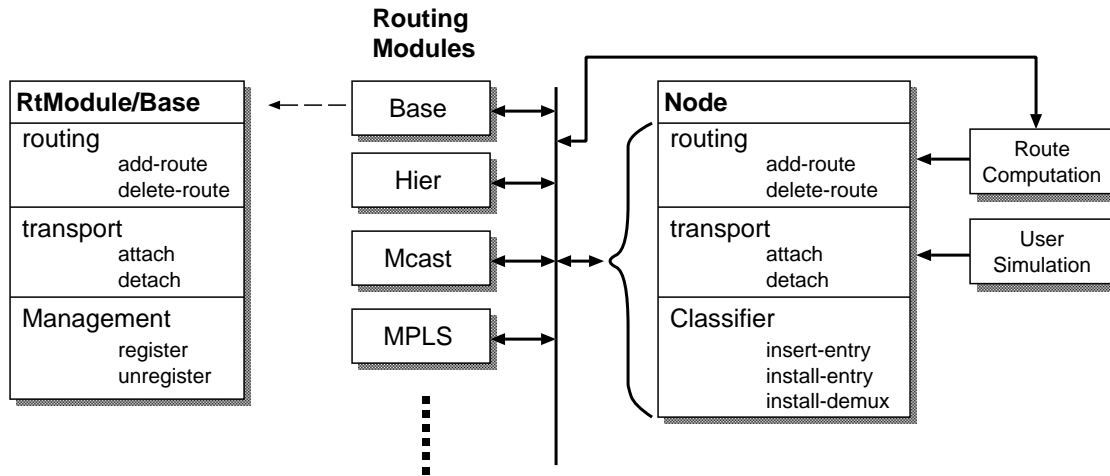 Routing
Modules
RtModule/Base
routing
add-route
delete-route
transport
attach
detach
Management
register
unregister
Base
Hier
Mcast
MPLS
Node
routing
add-route
delete-route
transport
attach
detach
Classifier
insert-entry
install-entry
install-demux
Route
Computation
User
Simulation